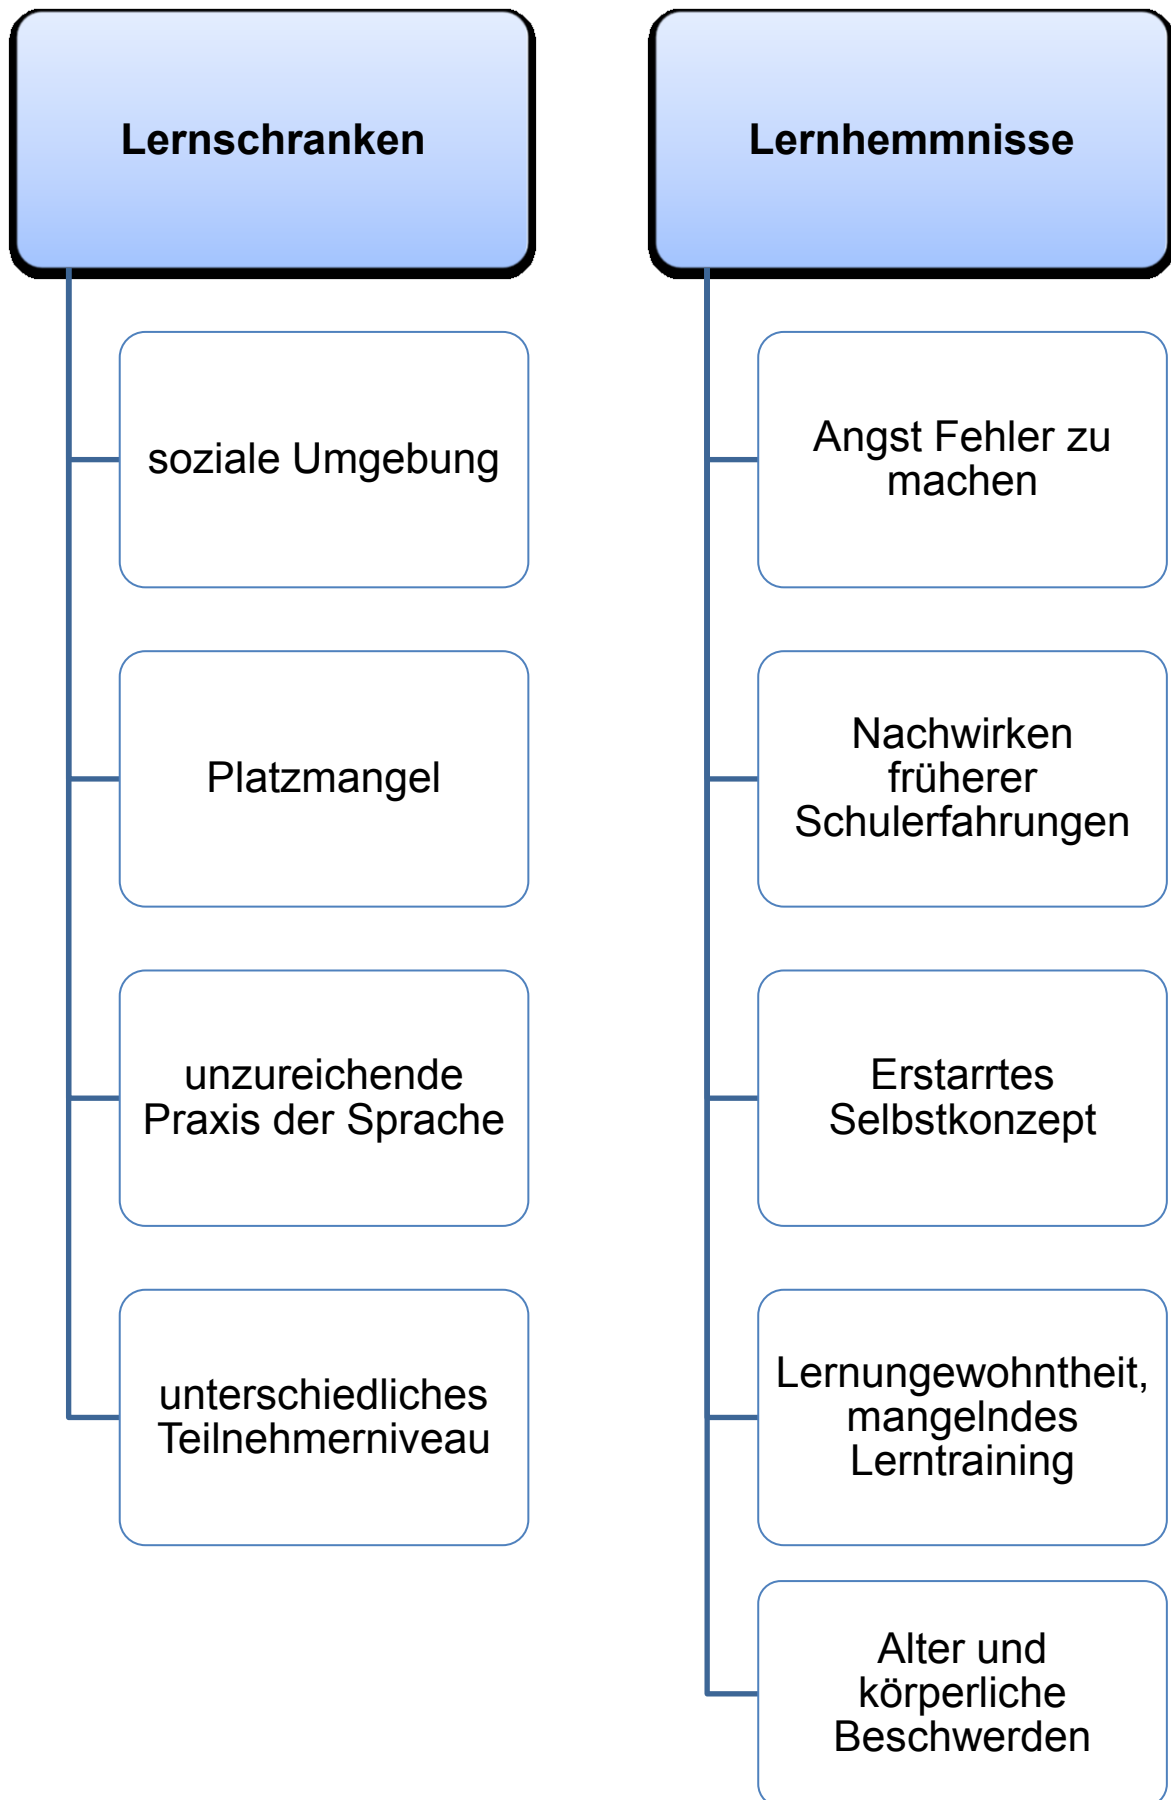 Lernschranken
soziale Umgebung
Platzmangel
unzureichende
Praxis der Sprache
unterschiedliches
Teilnehmerniveau
Lernhemmnisse
Angst Fehler zu
machen
Nachwirken
früherer
Schulerfahrungen
Erstarrtes
Selbstkonzept
Lernungewohntheit,
mangelndes
Lerntraining
Alter und
körperliche
Beschwerden